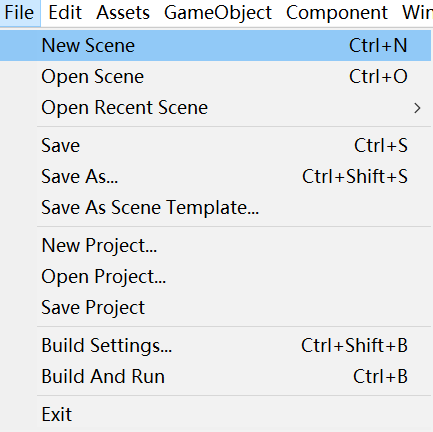 File Edit Assets GameObject Component Win
New Scene Ctrl+N
Open Scene Ctrl+O
Open Recent Scene
Save Ctrl+S
Save As... Ctrl+Shift+S
Save As Scene Template...
New Project...
Open Project...
Save Project
Build Settings... Ctrl+Shift+B
Build And Run Ctrl+B
Exit